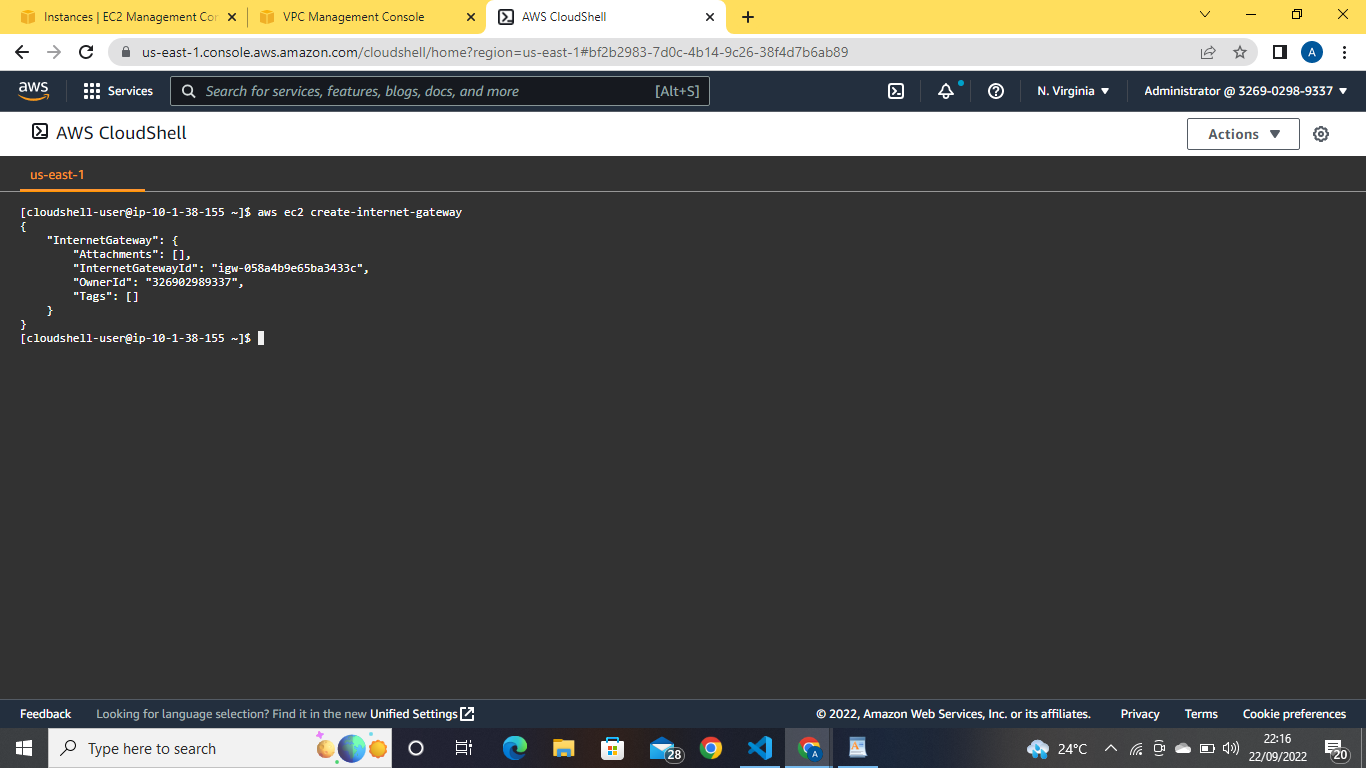 Instances | EC2 Management Cor
VPC Management Console
AWS CloudShell
us-east-1.console.aws.amazon.com/cloudshell/home?region=us-east-1#bf2b2983-7d0c-4b14-9c26-38f4d7b6ab89
A
aws
Services
Search for services, features, blogs, docs, and more
[Alt+S]
N. Virginia
Administrator @ 3269-0298-9337
AWS CloudShell
Actions
us-east-1
[cloudshell-user@ip-10-1-38-155 ~]$ aws ec2 create-internet-gateway
{
    "InternetGateway": {
        "Attachments": [],
        "InternetGatewayId": "igw-058a4b9e65ba3433c",
        "OwnerId": "326902989337",
        "Tags": []
    }
}
[cloudshell-user@ip-10-1-38-155 ~]$
Feedback
Looking for language selection? Find it in the new Unified Settings
© 2022, Amazon Web Services, Inc. or its affiliates.
Privacy
Terms
Cookie preferences
Type here to search
28
A
24°C
22:16
22/09/2022
20